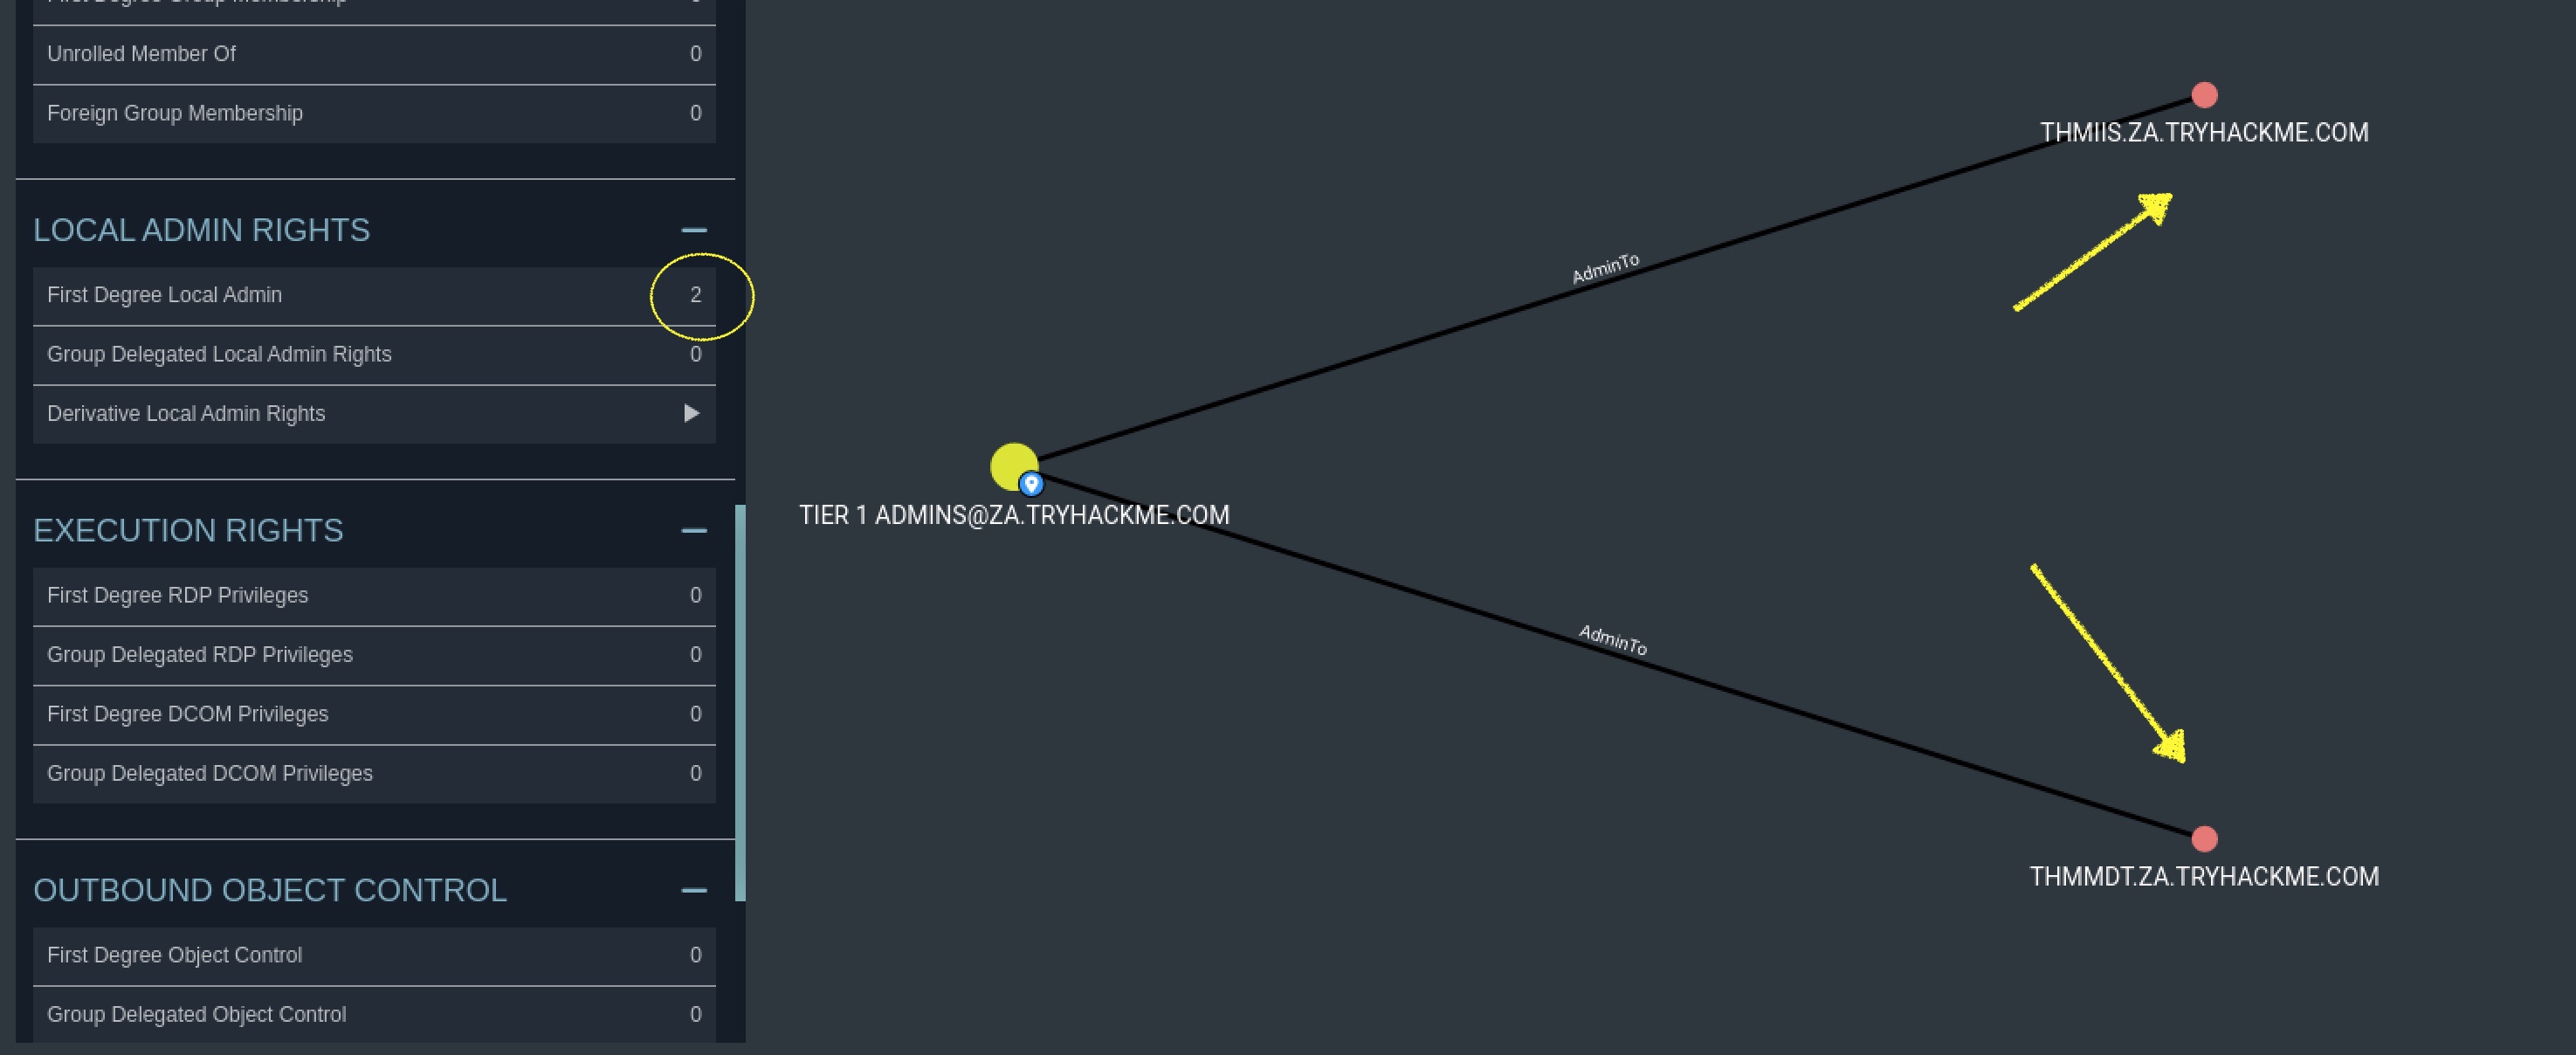 First Degree Group Membership
Unrolled Member Of 0
Foreign Group Membership 0
LOCAL ADMIN RIGHTS
First Degree Local Admin 2
Group Delegated Local Admin Rights 0
Derivative Local Admin Rights
EXECUTION RIGHTS
First Degree RDP Privileges 0
Group Delegated RDP Privileges 0
First Degree DCOM Privileges 0
Group Delegated DCOM Privileges 0
OUTBOUND OBJECT CONTROL
First Degree Object Control 0
Group Delegated Object Control 0
THMIIS.ZA.TRYHACKME.COM
AdminTo
TIER 1 ADMINS@ZA.TRYHACKME.COM
AdminTo
THMMDT.ZA.TRYHACKME.COM